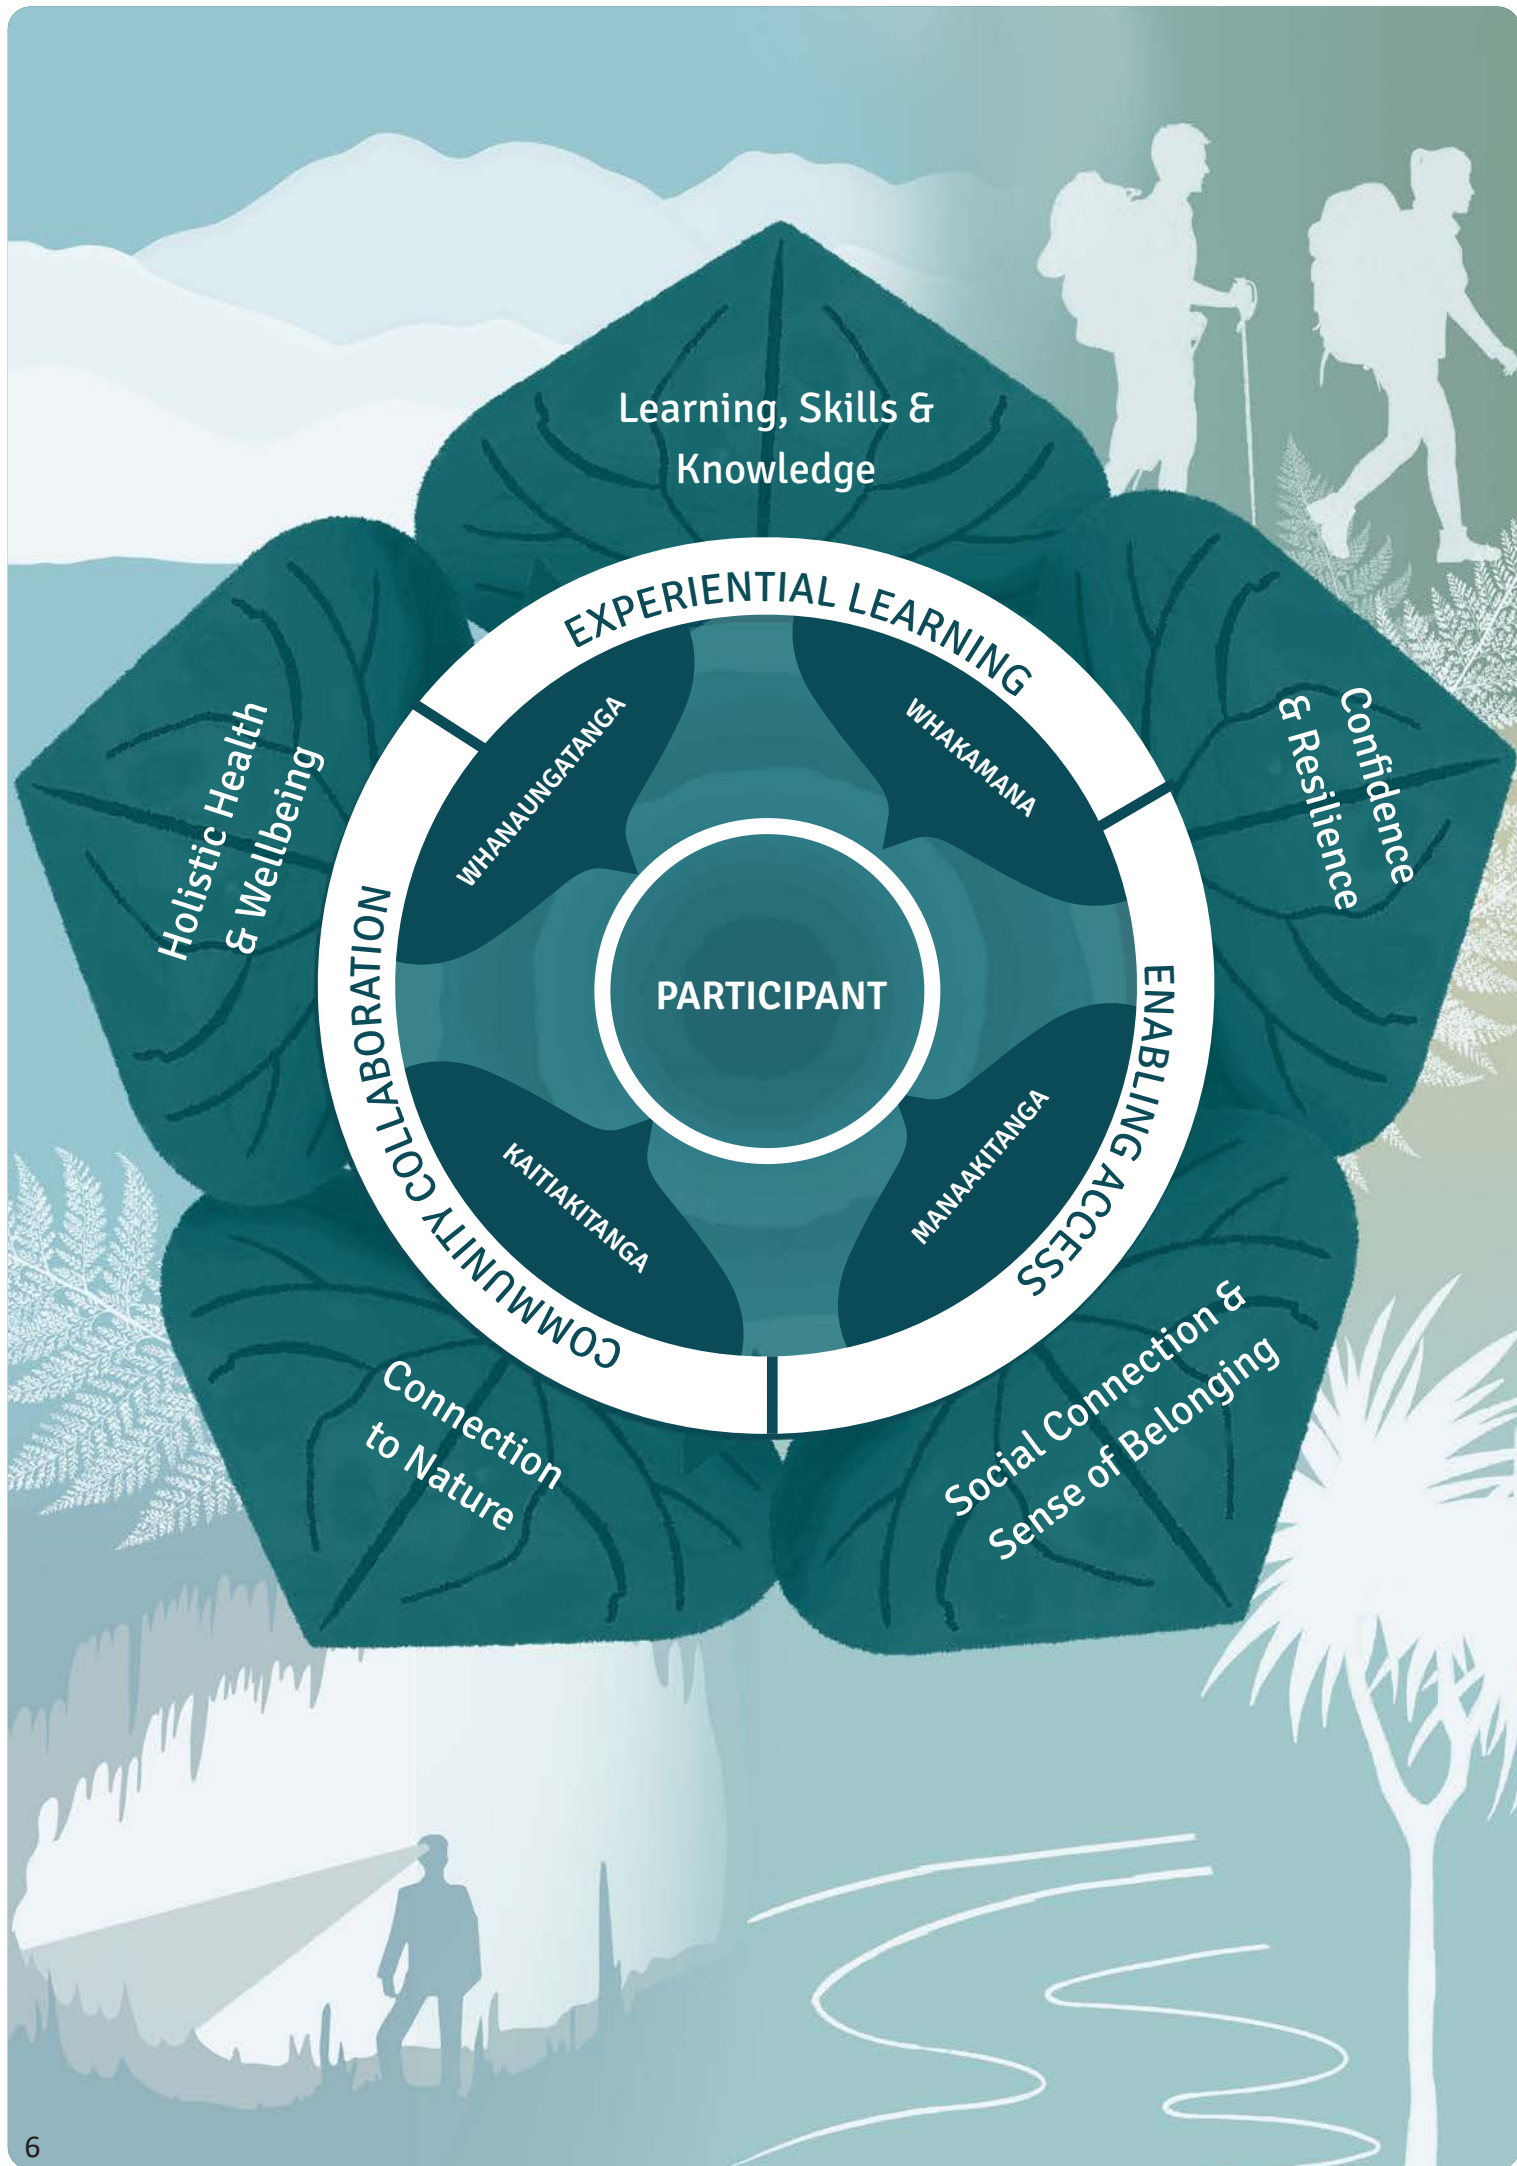 Learning, Skills &
Knowledge
Confidence
& Resilience
Social Connection &
Sense of Belonging
Connection
to Nature
Holistic Health
& Wellbeing
EXPERIENTIAL LEARNING
ENABLING ACCESS
COMMUNITY COLLABORATION
WHANAUNGATANGA
WHAKAMANA
MANAAKITANGA
KAITIAKITANGA
PARTICIPANT
6